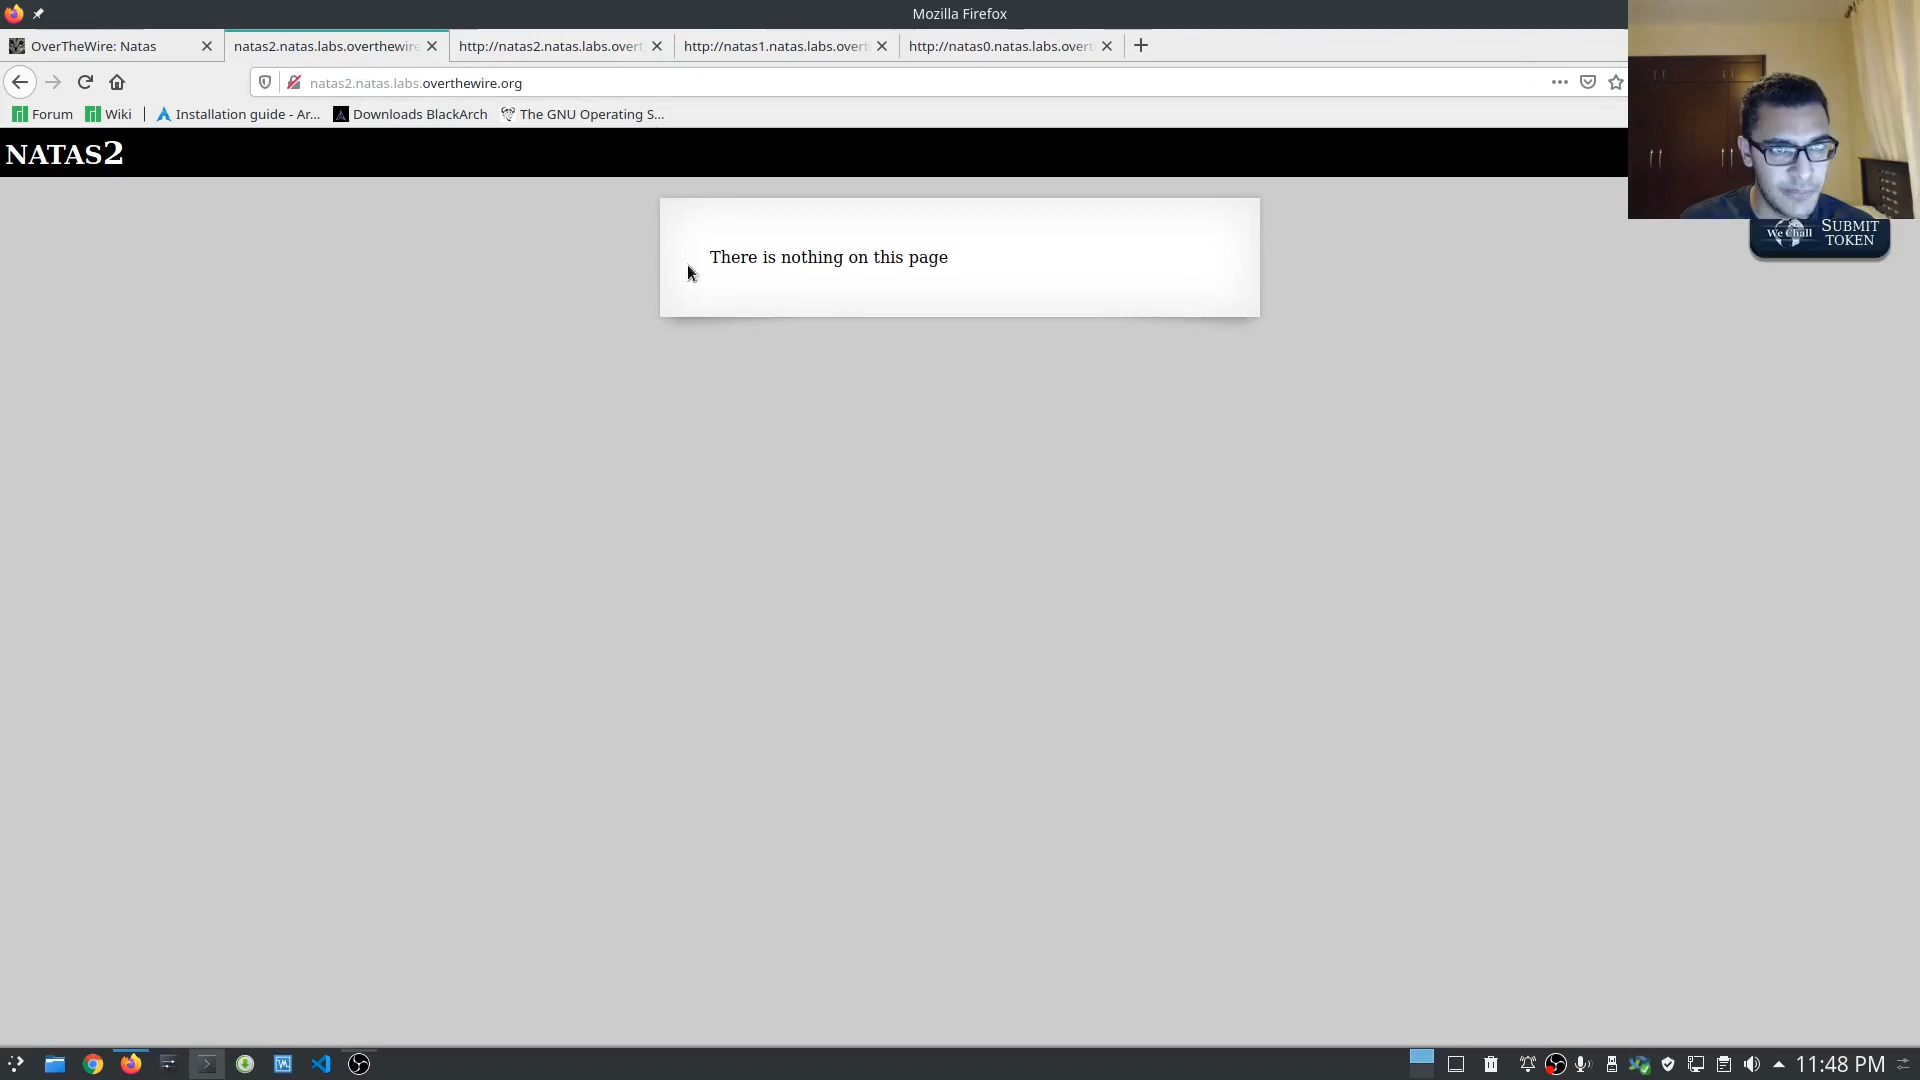 Mozilla Firefox
OverTheWire: Natas
natas2.natas.labs.overthewire
http://natas2.natas.labs.overt
http://natas1.natas.labs.overt
http://natas0.natas.labs.overt
natas2.natas.labs.overthewire.org
Forum
Wiki
Installation guide - Ar...
Downloads BlackArch
The GNU Operating S...
NATAS2
There is nothing on this page
We Chall
SUBMIT
TOKEN
11:48 PM